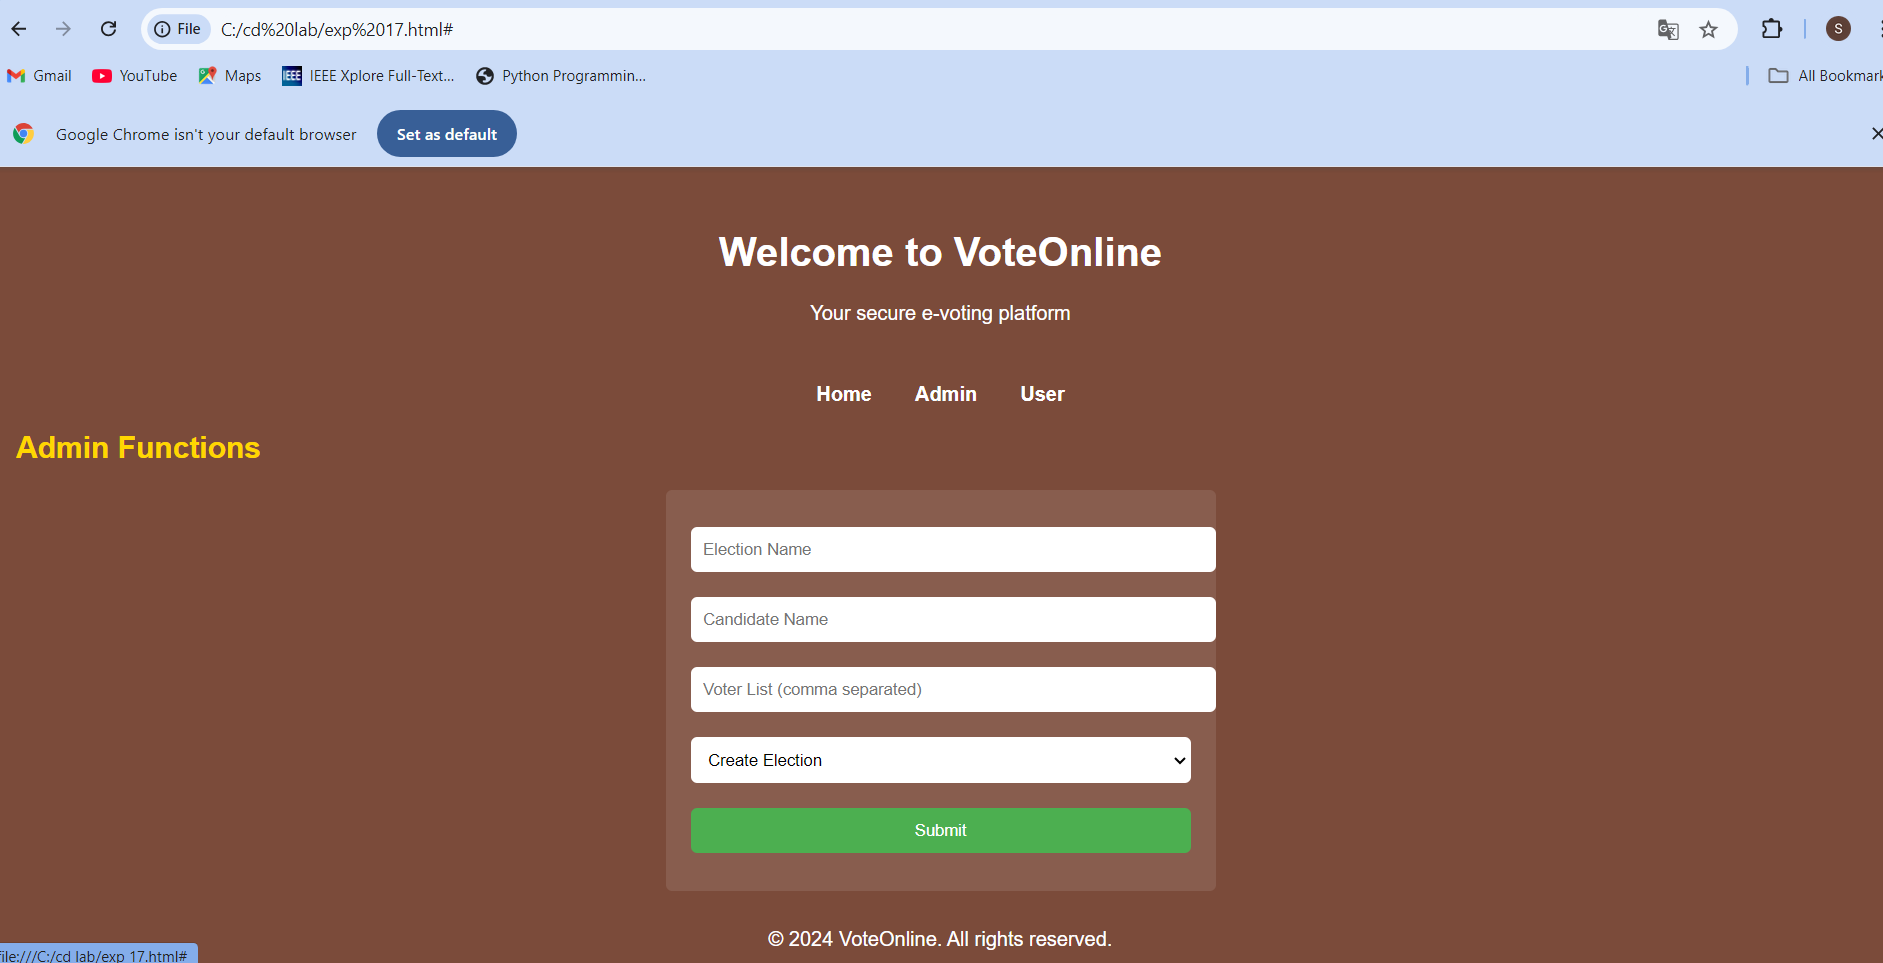 File C:/cd%20lab/exp%2017.html# S
Gmail YouTube Maps IEEE IEEE Xplore Full-Text... Python Programmin... All Bookmark
Google Chrome isn't your default browser Set as default
Welcome to VoteOnline
Your secure e-voting platform
Home Admin User
Admin Functions
Election Name
Candidate Name
Voter List (comma separated)
Create Election
Submit
© 2024 VoteOnline. All rights reserved.
file:///C:/cd lab/exp 17.html#